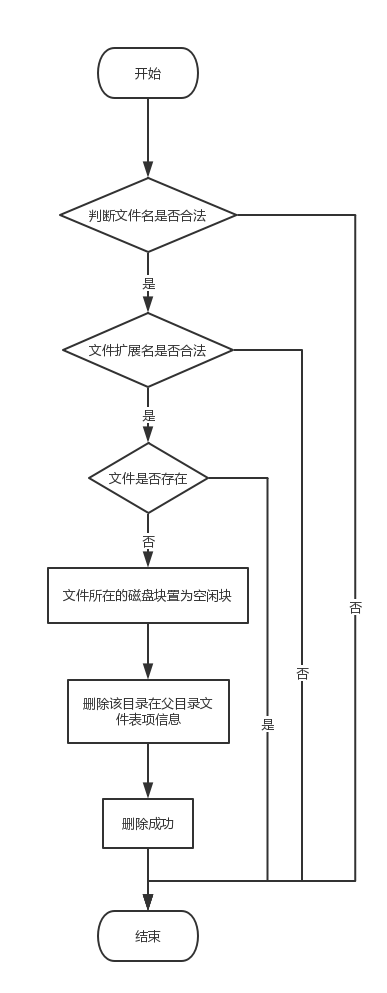 开始
判断文件名是否合法
是
文件扩展名是否合法
是
文件是否存在
否
文件所在的磁盘块置为空闲块
否
否
删除该目录在父目录文
件表项信息
是
删除成功
结束